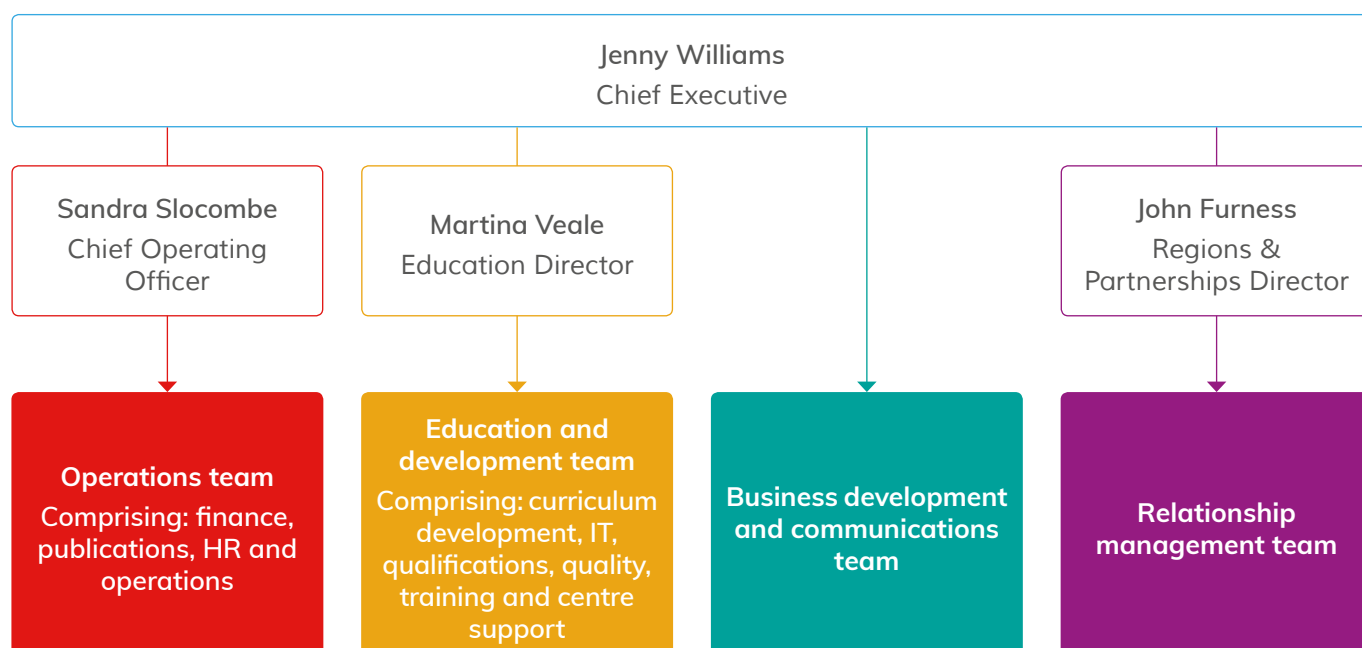 Jenny Williams
Chief Executive
Sandra Slocombe
Chief Operating
Officer
Martina Veale
Education Director
John Furness
Regions &
Partnerships Director
Operations team
Comprising: finance,
publications, HR and
operations
Education and
development team
Comprising: curriculum
development, IT,
qualifications, quality,
training and centre
support
Business development
and communications
team
Relationship
management team